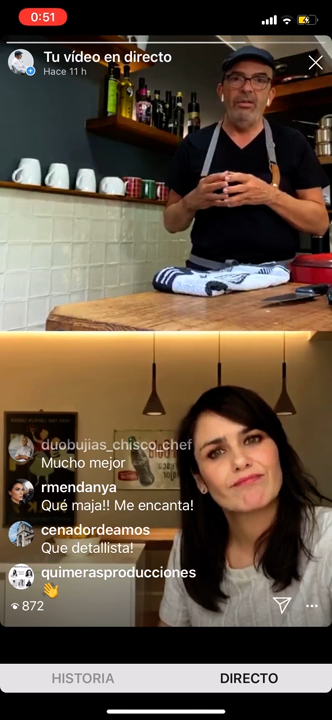 0:51
Tu vídeo en directo
Hace 11 h
duobujias_chisco_chef
Mucho mejor
rmendanya
Qué maja!! Me encanta!
cenadordeamos
Que detallista!
quimerasproducciones
👋
872
HISTORIA
DIRECTO